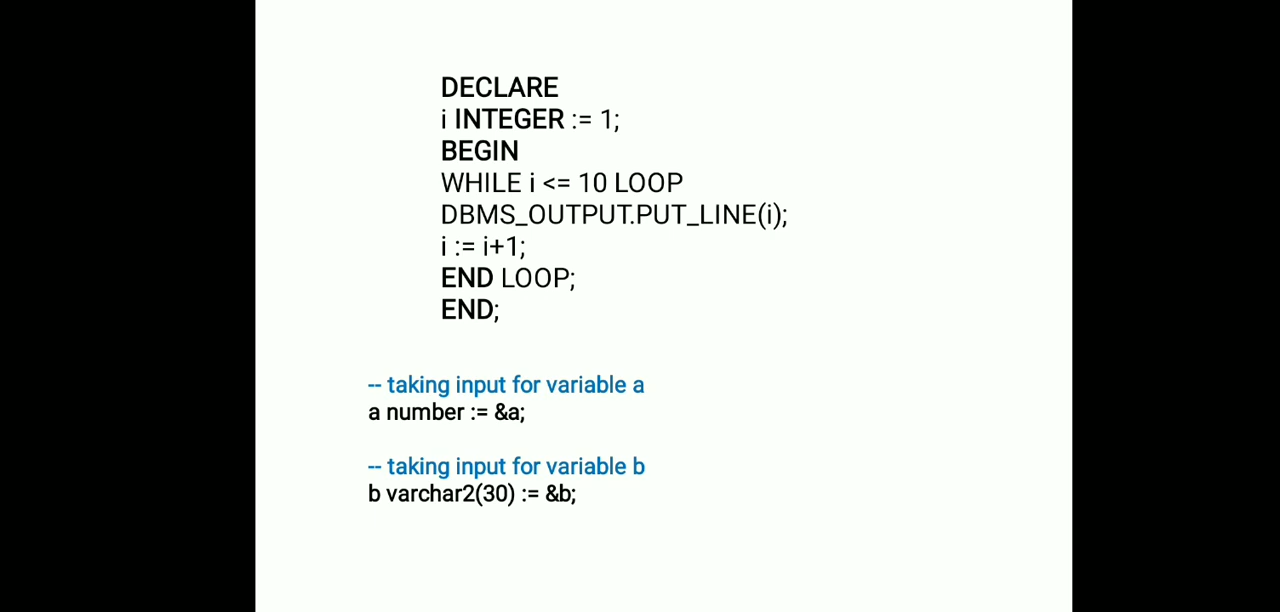 DECLARE
i INTEGER := 1;
BEGIN
WHILE i <= 10 LOOP
DBMS_OUTPUT.PUT_LINE(i);
i := i+1;
END LOOP;
END;
-- taking input for variable a
a number := &a;
-- taking input for variable b
b varchar2(30) := &b;